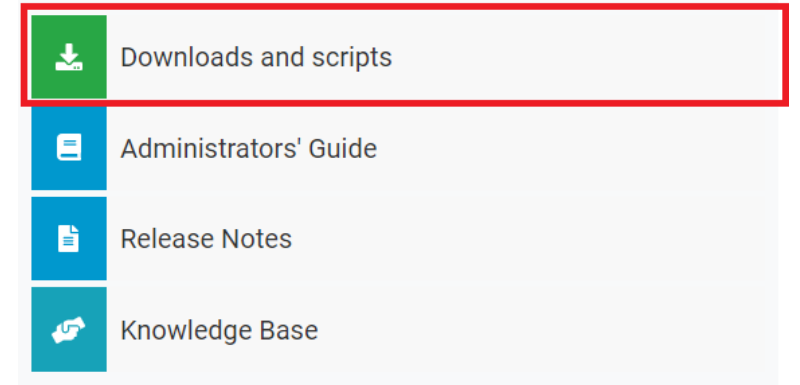 Downloads and scripts
Administrators' Guide
Release Notes
Knowledge Base